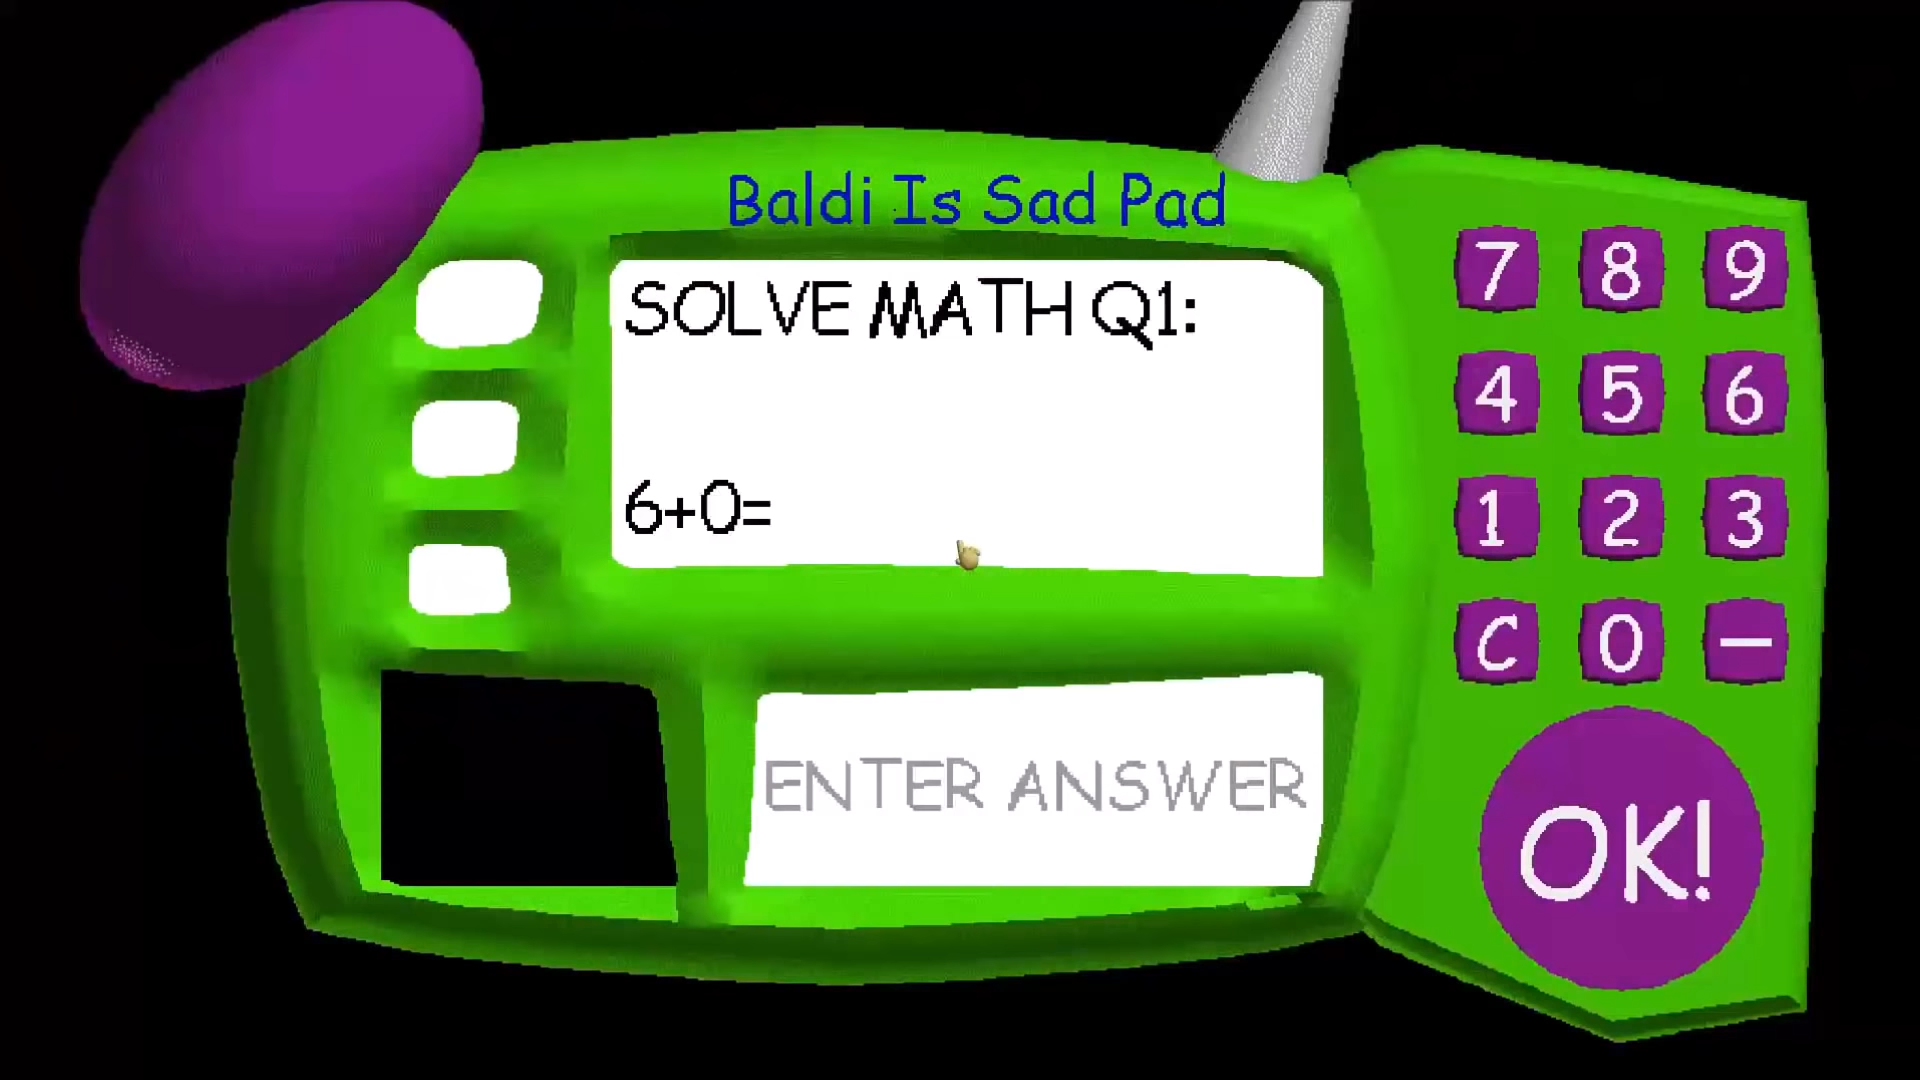 Baldi Is Sad Pad
SOLVE MATH Q1:
6+0=
ENTER ANSWER
7 8 9
4 5 6
1 2 3
C 0 —
OK!